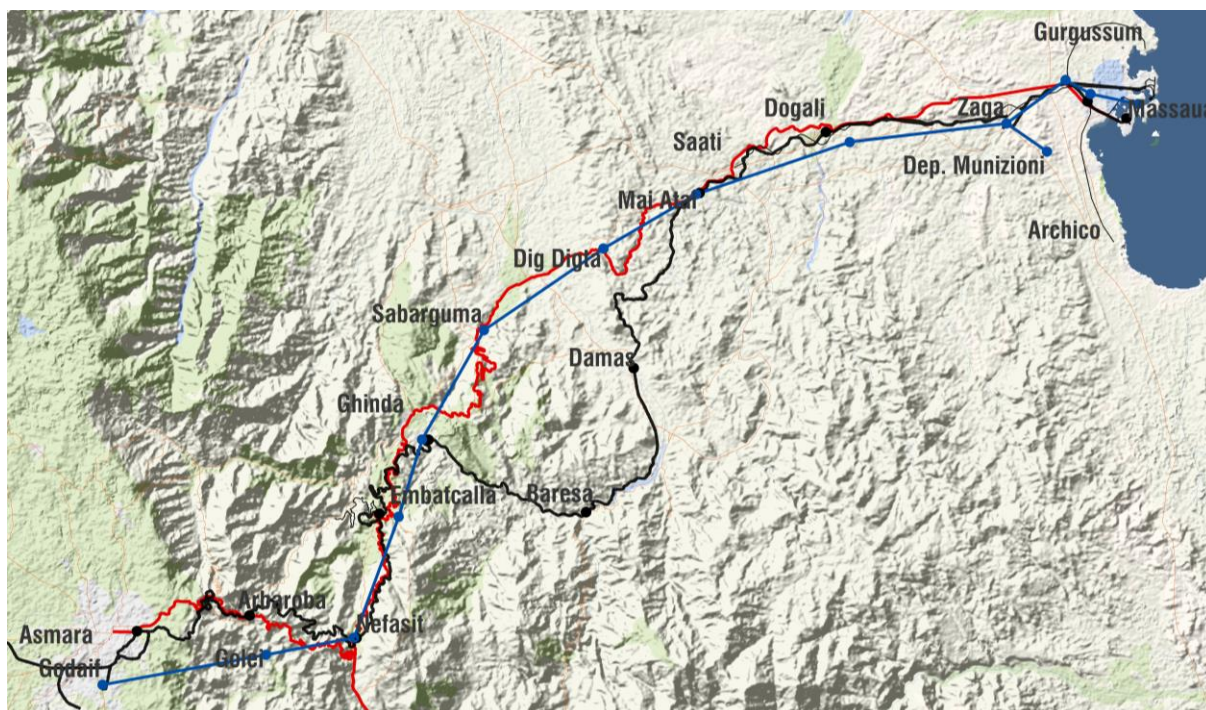 Gurgussum
Massaua
Zaga
Dogali
Saati
Dep. Munizioni
Mai Atal
Archico
Dig Digta
Sabarguma
Damas
Ghinda
Embatcalla
Baresa
Arbaroba
Nefasit
Asmara
Golei
Godaif